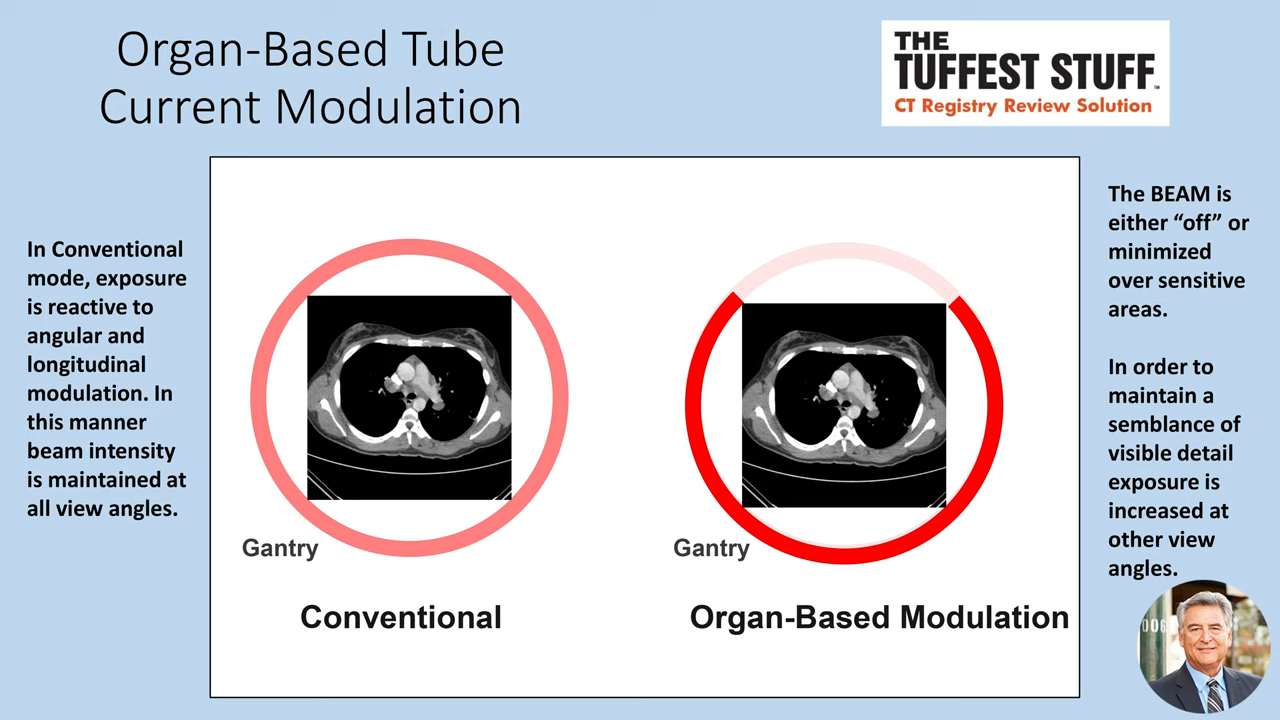 Organ-Based Tube
Current Modulation
THE
TUFFEST STUFF™
CT Registry Review Solution
In Conventional
mode, exposure
is reactive to
angular and
longitudinal
modulation. In
this manner
beam intensity
is maintained at
all view angles.
Gantry
Conventional
Gantry
Organ-Based Modulation
The BEAM is
either “off” or
minimized
over sensitive
areas.
In order to
maintain a
semblance of
visible detail
exposure is
increased at
other view
angles.
006